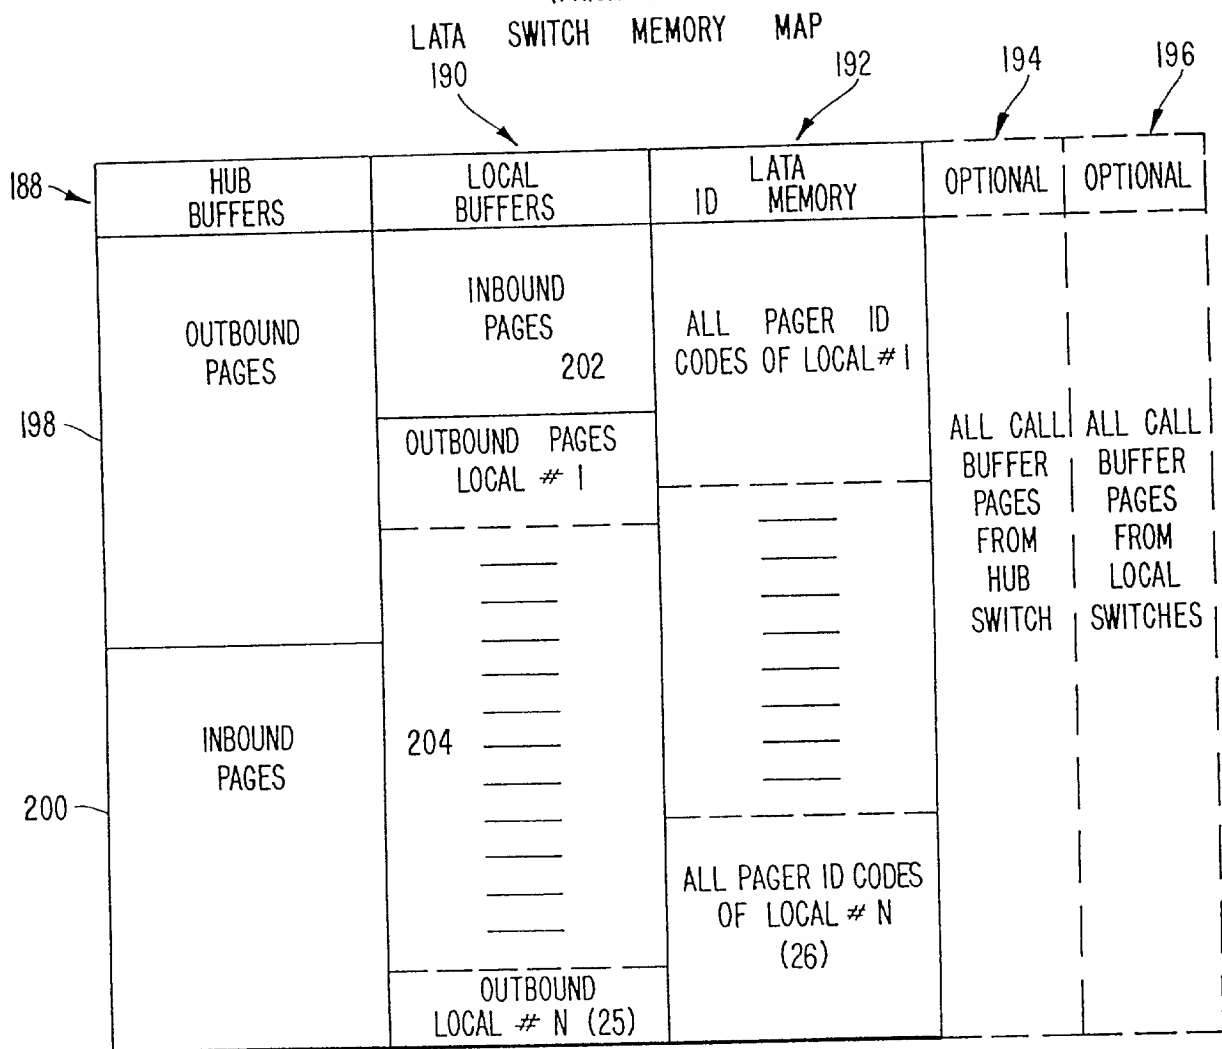 LATA SWITCH MEMORY MAP
190
192
194
196
188
HUB
BUFFERS
LOCAL
BUFFERS
LATA
ID MEMORY
OPTIONAL
OPTIONAL
OUTBOUND
PAGES
198
INBOUND
PAGES
200
INBOUND
PAGES
202
OUTBOUND PAGES
LOCAL # 1
204
OUTBOUND
LOCAL # N (25)
ALL PAGER ID
CODES OF LOCAL # 1
ALL PAGER ID CODES
OF LOCAL # N
(26)
ALL CALL
BUFFER
PAGES
FROM
HUB
SWITCH
ALL CALL
BUFFER
PAGES
FROM
LOCAL
SWITCHES